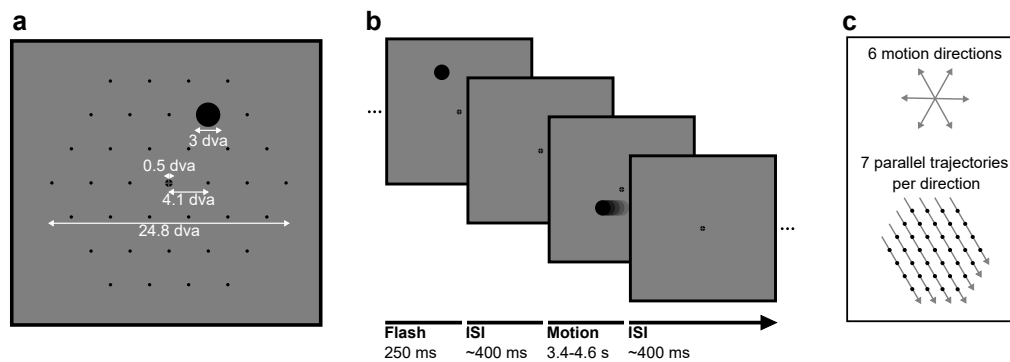 a
3 dva
0.5 dva
4.1 dva
24.8 dva
b
...
...
Flash ISI Motion ISI
250 ms ~400 ms 3.4-4.6 s ~400 ms
c
6 motion directions
7 parallel trajectories
per direction